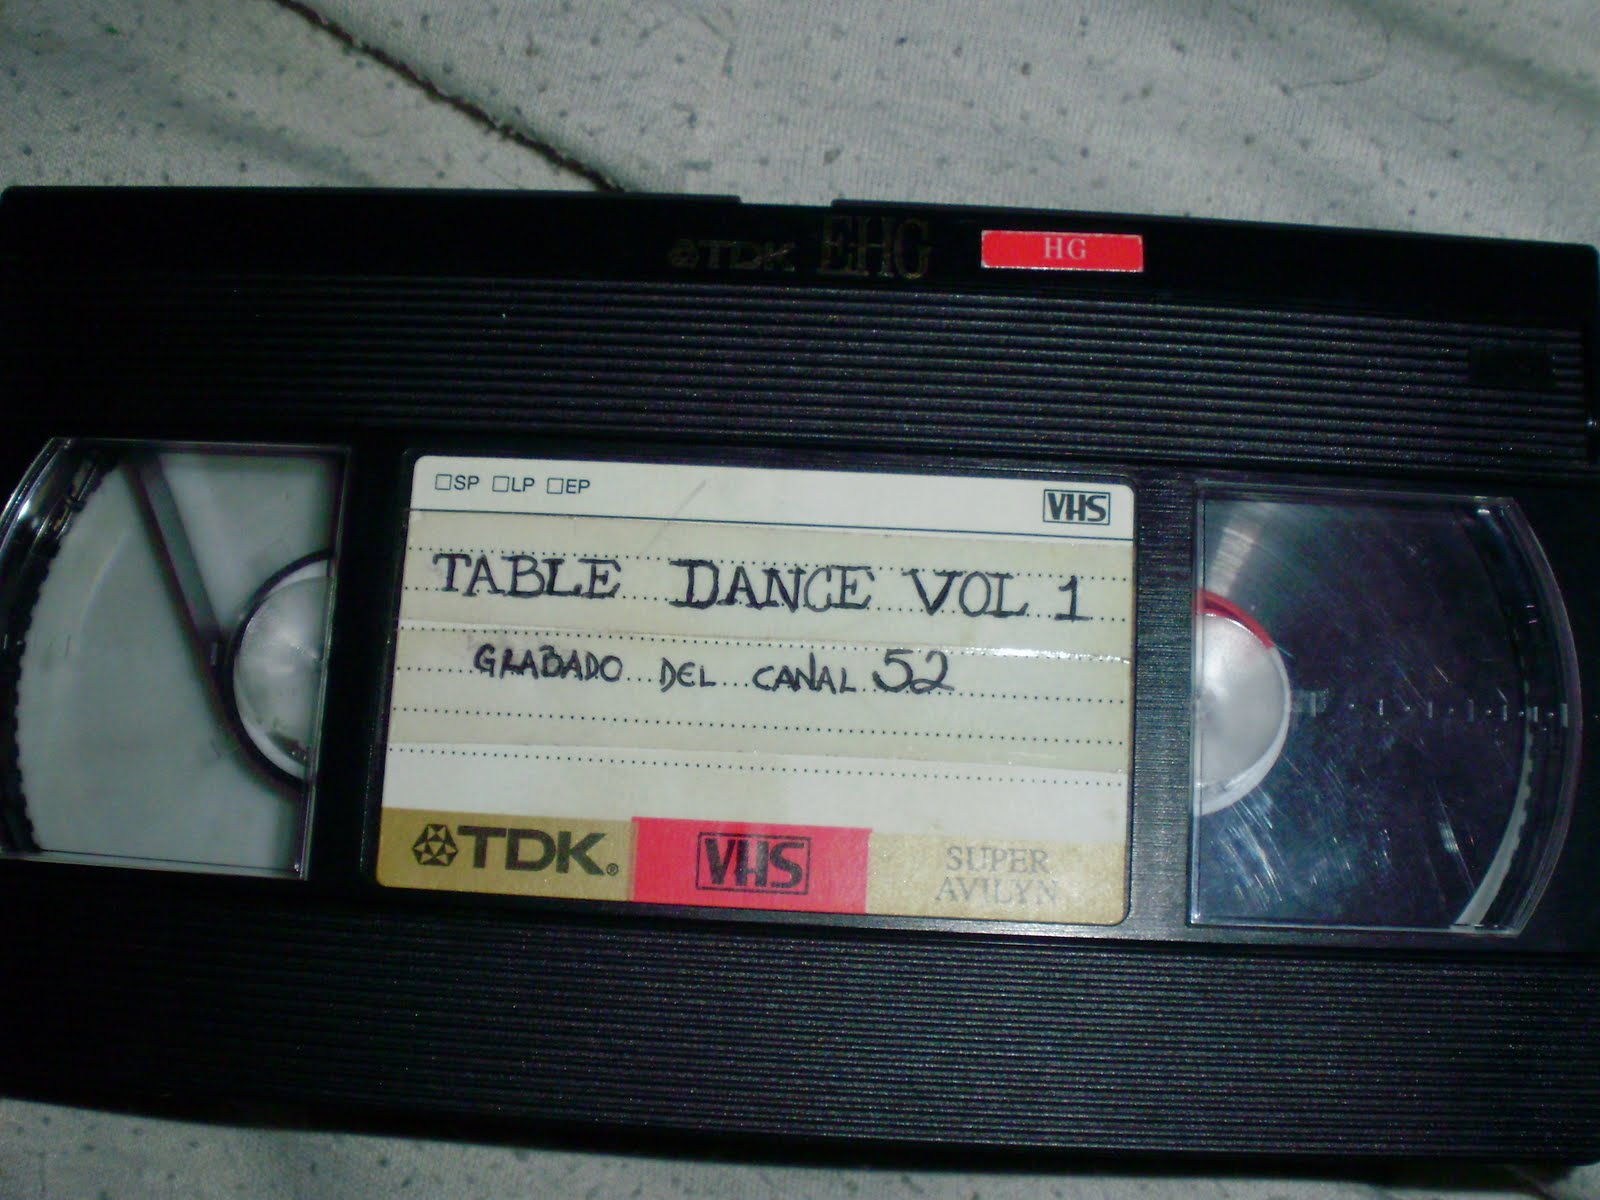 TDK EHG HG
☐SP ☐LP ☐EP VHS
TABLE DANCE VOL 1
GRABADO DEL CANAL 52
TDK® VHS SUPER
AVILYN